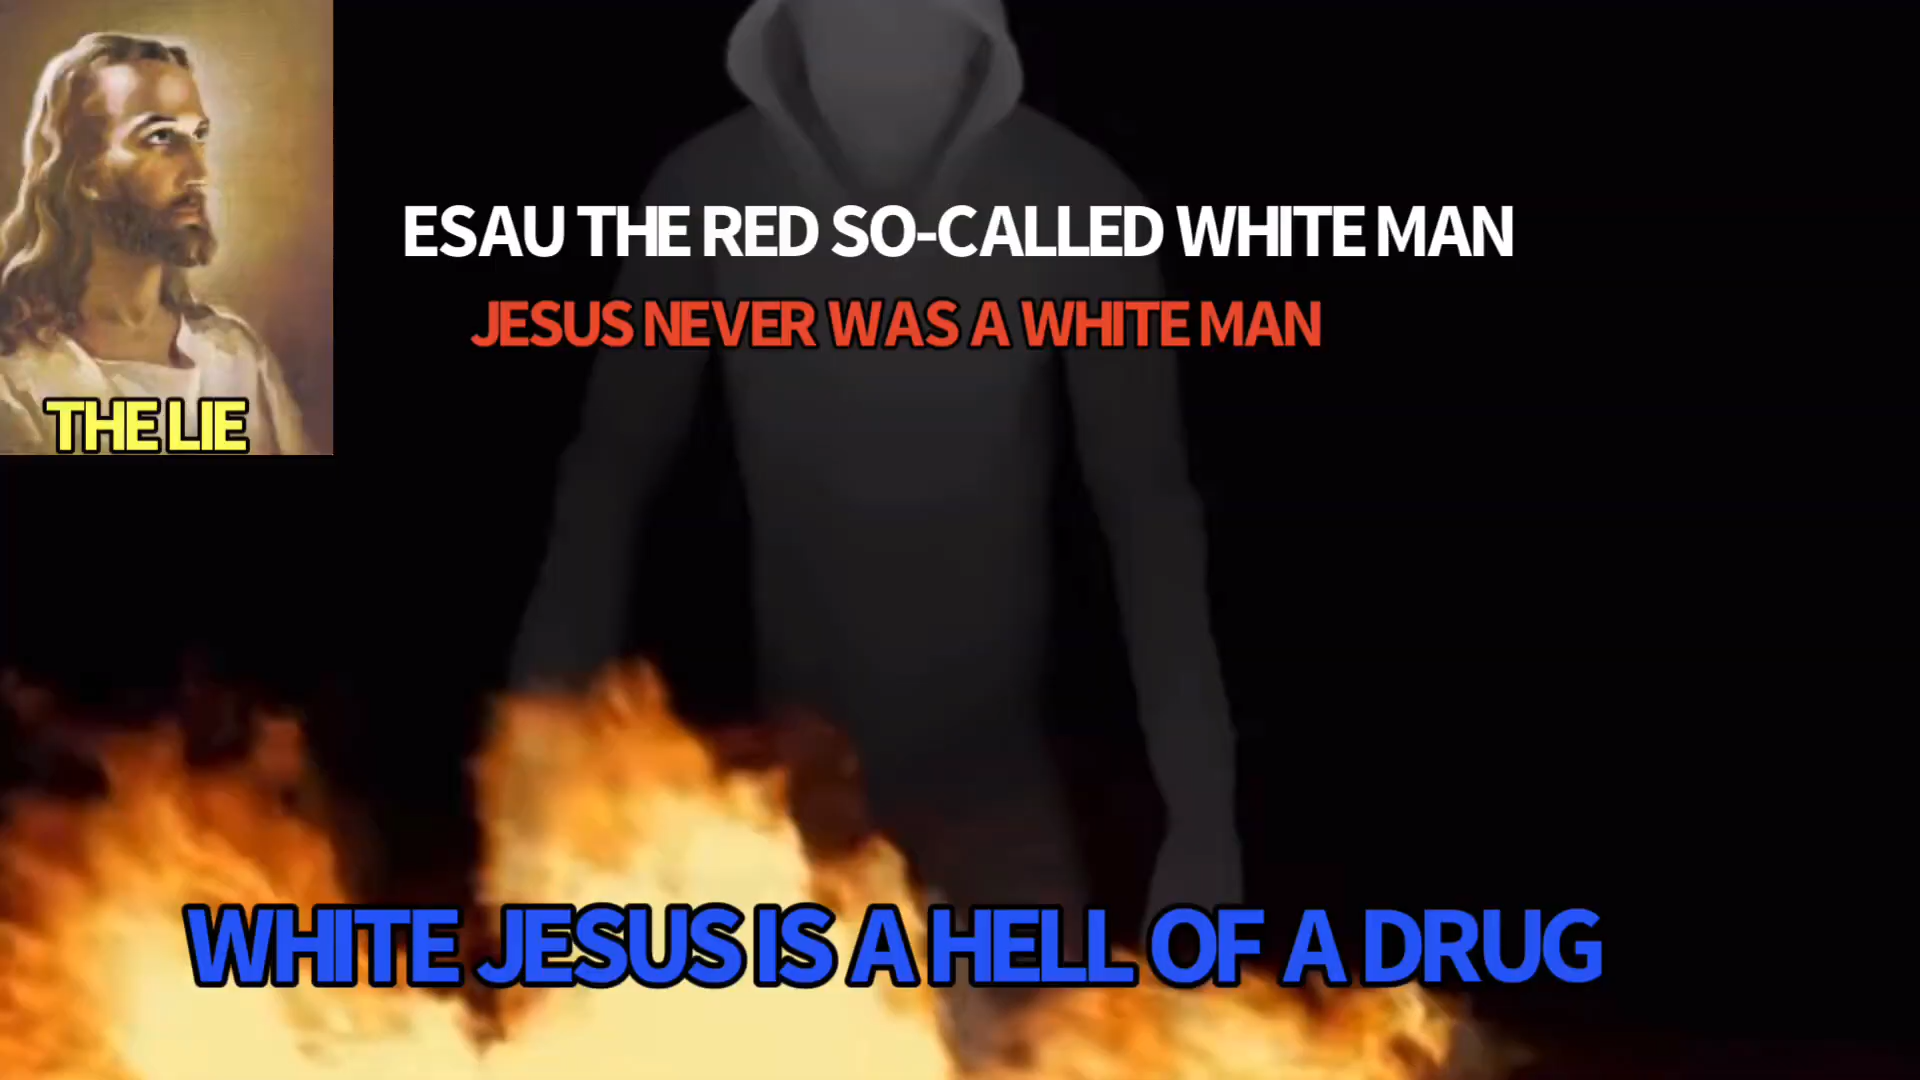 ESAU THE RED SO-CALLED WHITE MAN
JESUS NEVER WAS A WHITE MAN
THE LIE
WHITE JESUS IS A HELL OF A DRUG